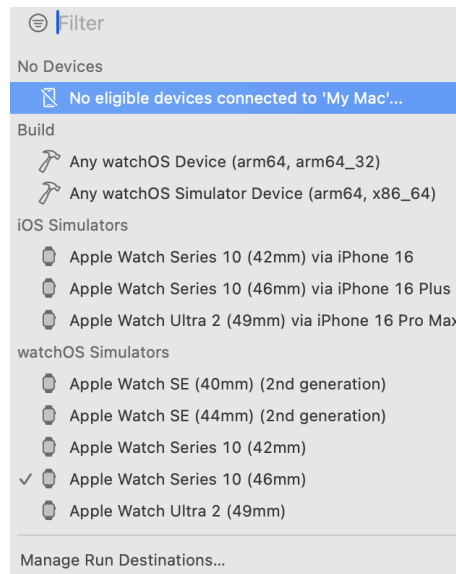 Filter
No Devices
No eligible devices connected to 'My Mac'...
Build
Any watchOS Device (arm64, arm64_32)
Any watchOS Simulator Device (arm64, x86_64)
iOS Simulators
Apple Watch Series 10 (42mm) via iPhone 16
Apple Watch Series 10 (46mm) via iPhone 16 Plus
Apple Watch Ultra 2 (49mm) via iPhone 16 Pro Max
watchOS Simulators
Apple Watch SE (40mm) (2nd generation)
Apple Watch SE (44mm) (2nd generation)
Apple Watch Series 10 (42mm)
Apple Watch Series 10 (46mm)
Apple Watch Ultra 2 (49mm)
Manage Run Destinations...